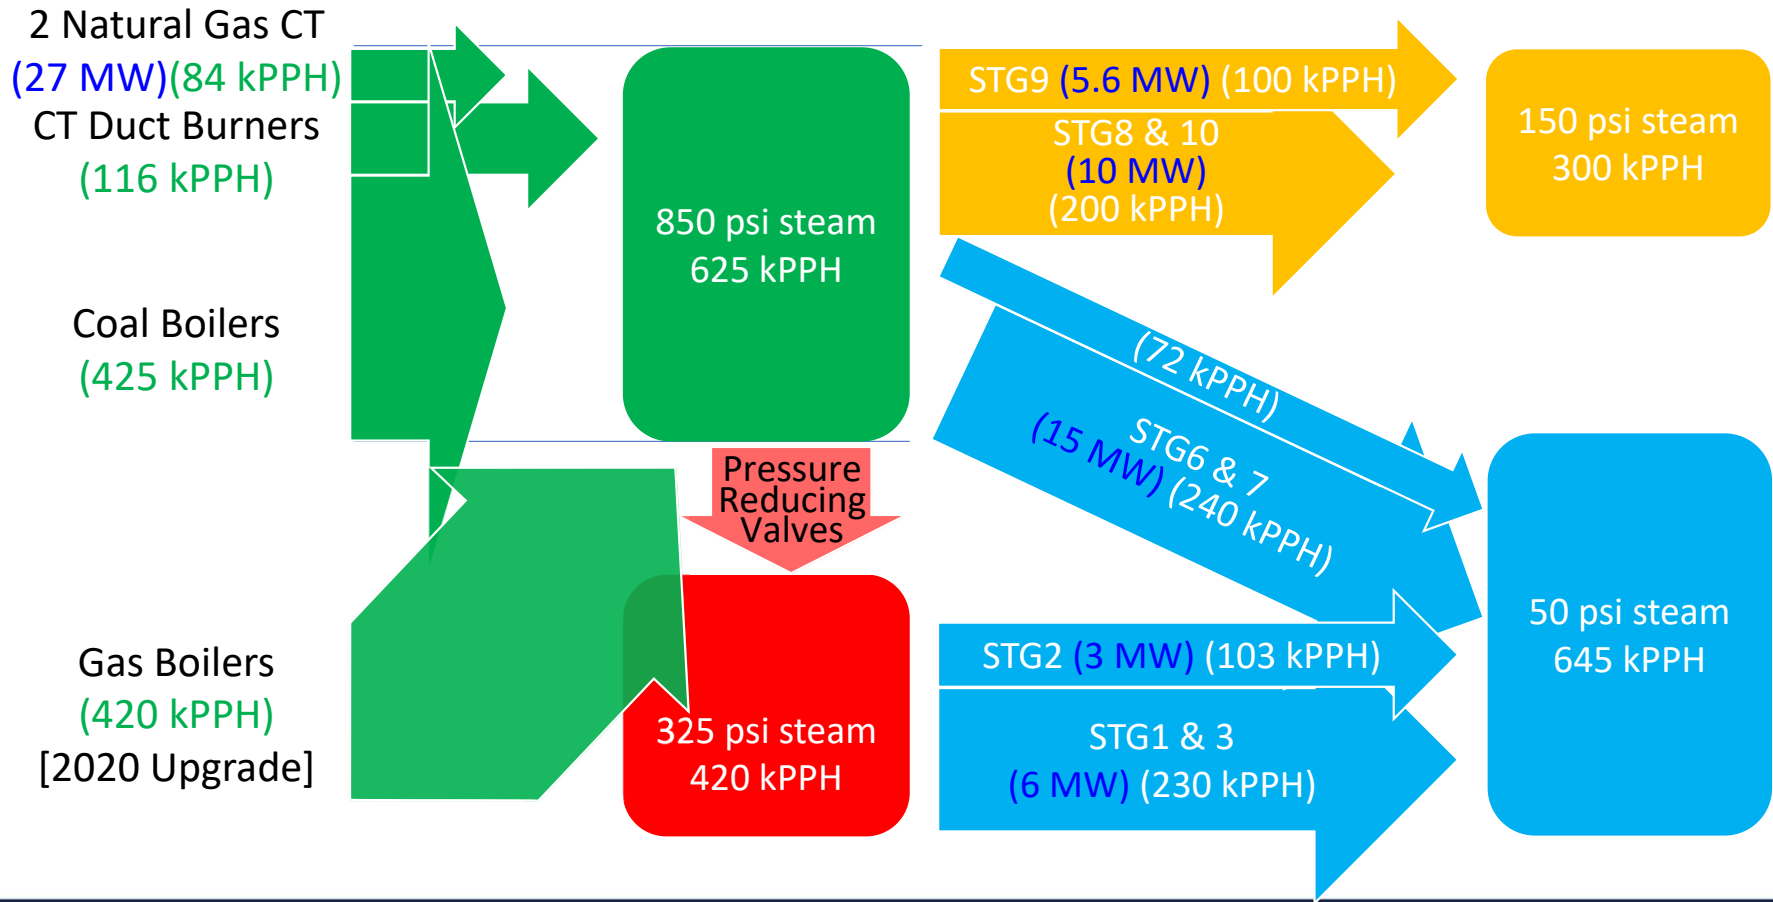 2 Natural Gas CT
(27 MW)(84 kPPH)
CT Duct Burners
(116 kPPH)
Coal Boilers
(425 kPPH)
Gas Boilers
(420 kPPH)
[2020 Upgrade]
850 psi steam
625 kPPH
Pressure
Reducing
Valves
325 psi steam
420 kPPH
STG9 (5.6 MW) (100 kPPH)
STG8 & 10
(10 MW)
(200 kPPH)
(72 kPPH)
STG6 & 7
(15 MW) (240 kPPH)
STG2 (3 MW) (103 kPPH)
STG1 & 3
(6 MW) (230 kPPH)
150 psi steam
300 kPPH
50 psi steam
645 kPPH